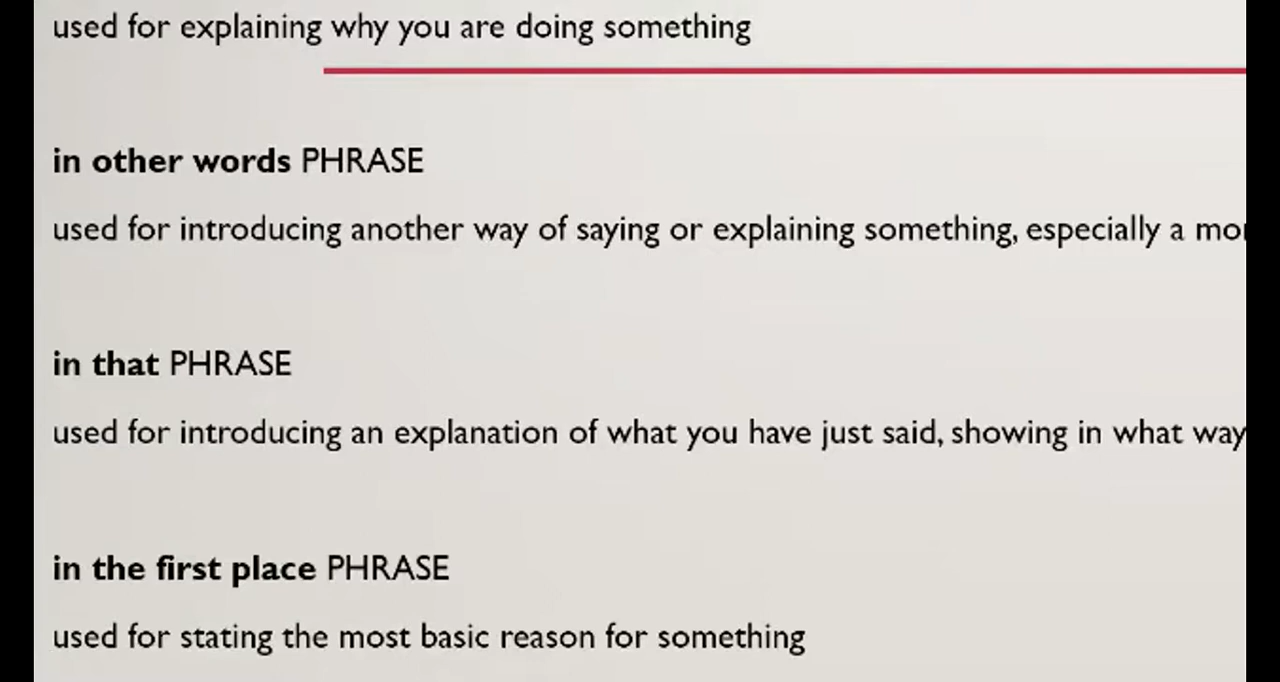 used for explaining why you are doing something
in other words PHRASE
used for introducing another way of saying or explaining something, especially a
in that PHRASE
used for introducing an explanation of what you have just said, showing in what way
in the first place PHRASE
used for stating the most basic reason for something